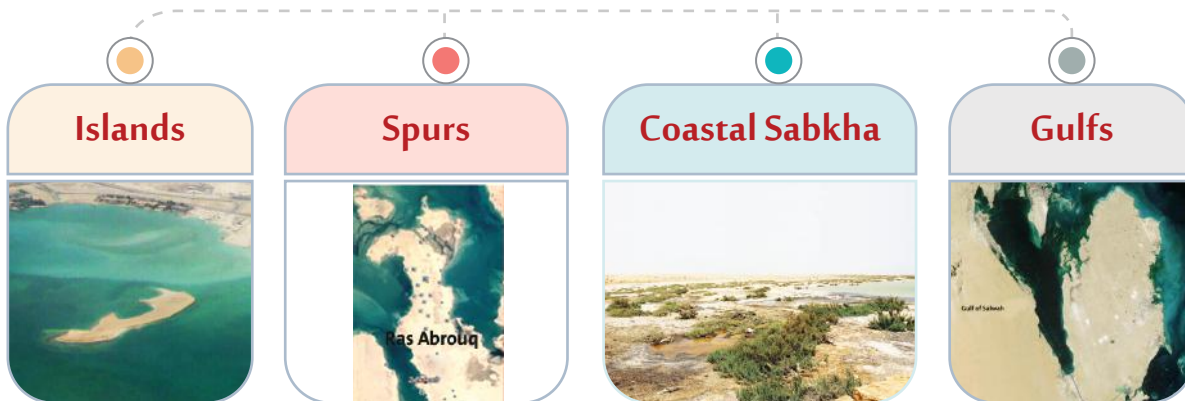 Islands
Spurs
Coastal Sabkha
Gulfs
Ras Abrouq
Gulf of Salwah